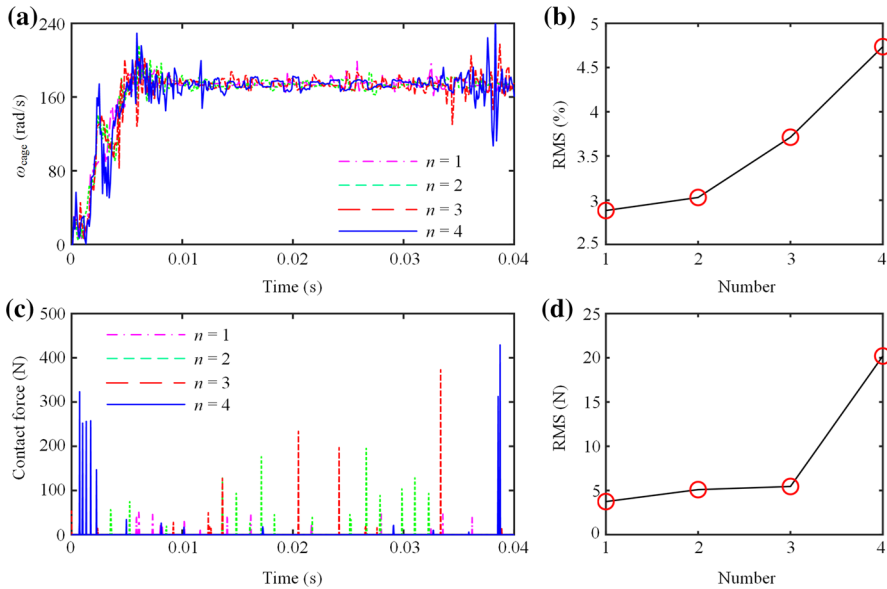 (a)
240
160
80
0
ω_cage (rad/s)
n = 1
n = 2
n = 3
n = 4
0
0.01
0.02
0.03
0.04
Time (s)
(b)
5
4.5
4
3.5
3
2.5
RMS (%)
1
2
3
4
Number
(c)
500
400
300
200
100
0
Contact force (N)
n = 1
n = 2
n = 3
n = 4
0
0.01
0.02
0.03
0.04
Time (s)
(d)
25
20
15
10
5
0
RMS (N)
1
2
3
4
Number